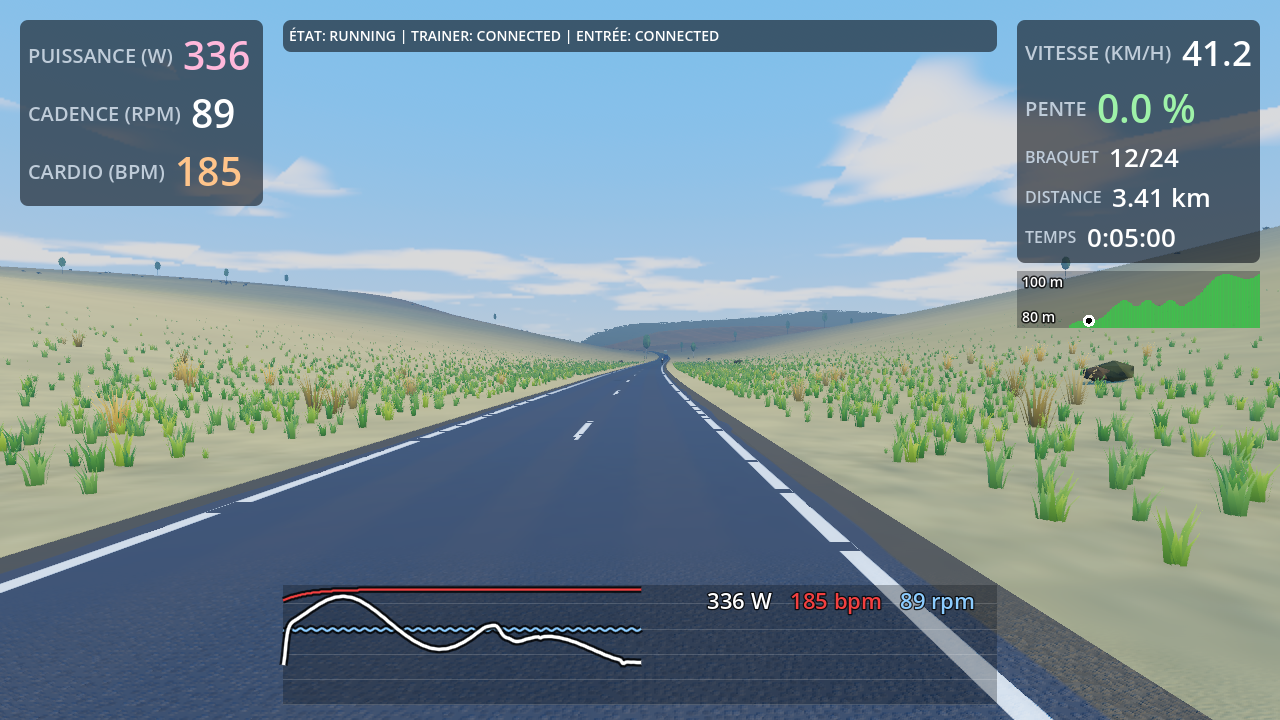 PUISSANCE (W) 336
CADENCE (RPM) 89
CARDIO (BPM) 185
ÉTAT: RUNNING | TRAINER: CONNECTED | ENTRÉE: CONNECTED
VITESSE (KM/H) 41.2
PENTE 0.0 %
BRAQUET 12/24
DISTANCE 3.41 km
TEMPS 0:05:00
100 m
80 m
336 W 185 bpm 89 rpm